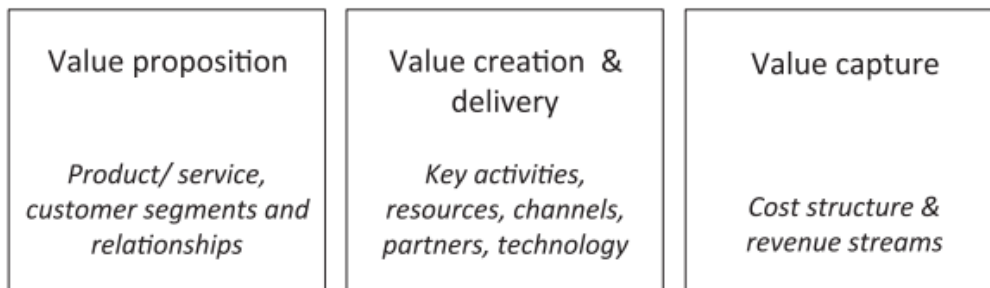 Value proposition
Product/ service,
customer segments and
relationships
Value creation &
delivery
Key activities,
resources, channels,
partners, technology
Value capture
Cost structure &
revenue streams